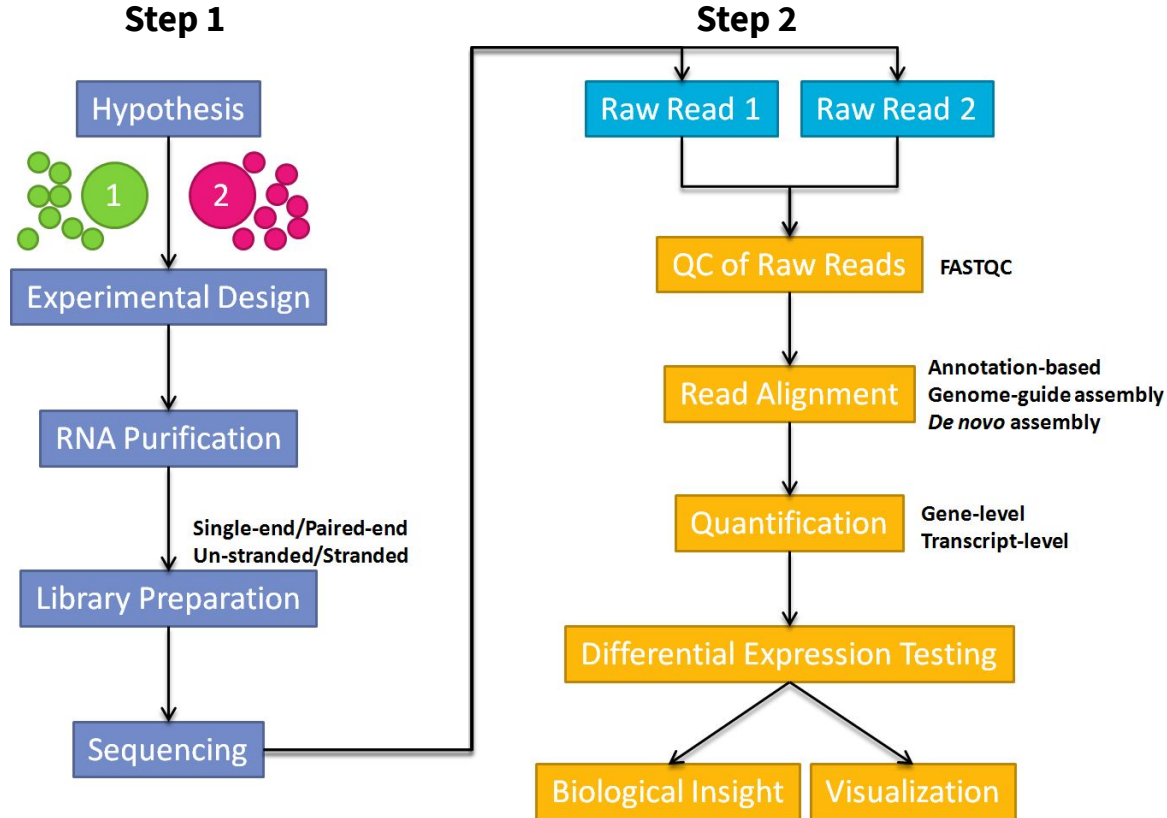 Step 1
Hypothesis
1
2
Experimental Design
RNA Purification
Single-end/Paired-end
Un-stranded/Stranded
Library Preparation
Sequencing
Step 2
Raw Read 1
Raw Read 2
QC of Raw Reads
FASTQC
Read Alignment
Annotation-based
Genome-guide assembly
De novo assembly
Quantification
Gene-level
Transcript-level
Differential Expression Testing
Biological Insight
Visualization